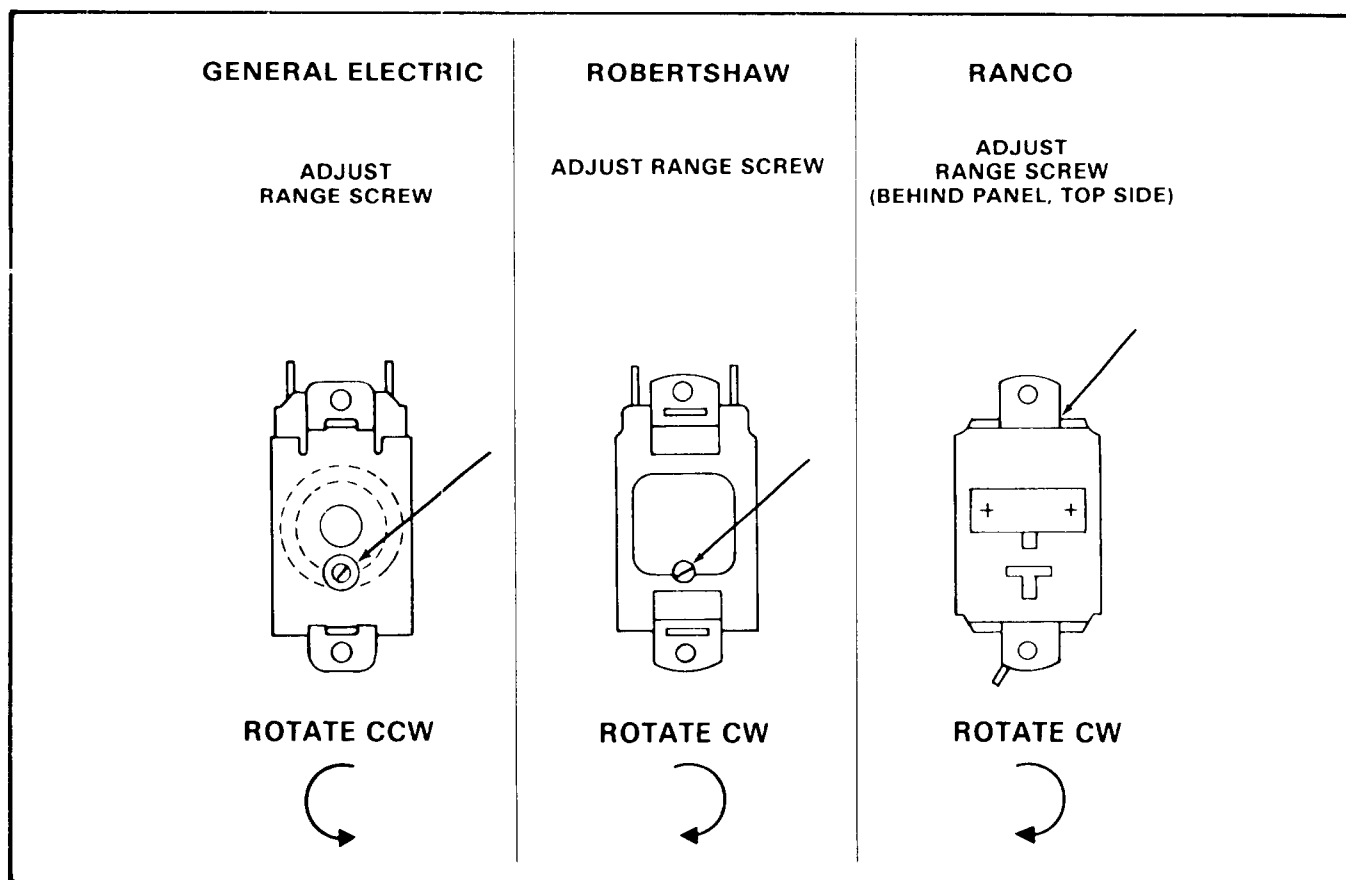 GENERAL ELECTRIC
ADJUST
RANGE SCREW
ROTATE CCW
ROBERTSHAW
ADJUST RANGE SCREW
ROTATE CW
RANCO
ADJUST
RANGE SCREW
(BEHIND PANEL, TOP SIDE)
ROTATE CW